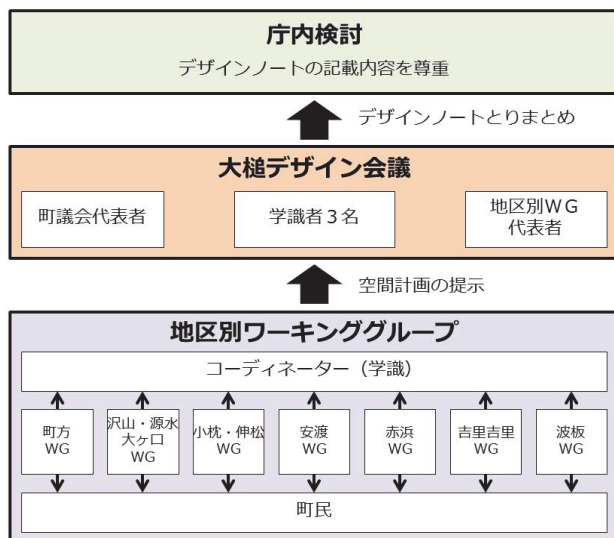 庁内検討
デザインノートの記載内容を尊重
デザインノートとりまとめ
大槌デザイン会議
町議会代表者
学識者３名
地区別ＷＧ
代表者
空間計画の提示
地区別ワーキンググループ
コーディネーター（学識）
町方
WG
沢山・源水
大ヶ口
WG
小枕・伸松
WG
安渡
WG
赤浜
WG
吉里吉里
WG
波板
WG
町民